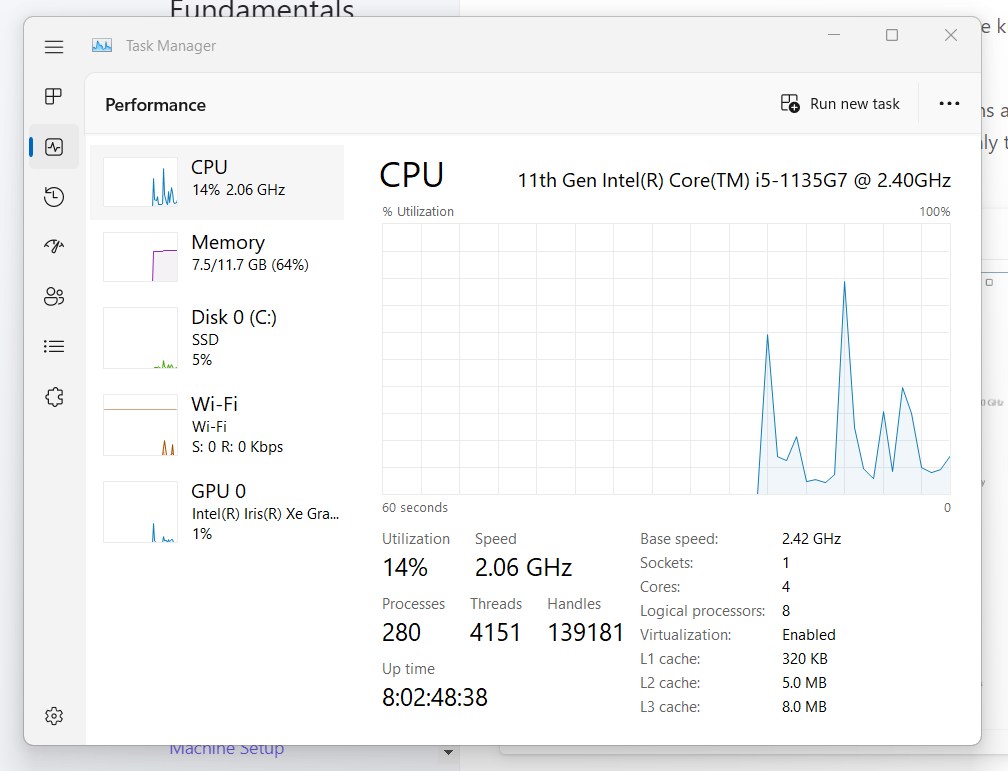 Fundamentals
Task Manager
Performance
Run new task
CPU
14% 2.06 GHz
Memory
7.5/11.7 GB (64%)
Disk 0 (C:)
SSD
5%
Wi-Fi
Wi-Fi
S: 0 R: 0 Kbps
GPU 0
Intel(R) Iris(R) Xe Gra...
1%
CPU
11th Gen Intel(R) Core(TM) i5-1135G7 @ 2.40GHz
% Utilization
100%
60 seconds
0
Utilization
Speed
14%
2.06 GHz
Processes
Threads
Handles
280
4151
139181
Up time
8:02:48:38
Base speed:
2.42 GHz
Sockets:
1
Cores:
4
Logical processors:
8
Virtualization:
Enabled
L1 cache:
320 KB
L2 cache:
5.0 MB
L3 cache:
8.0 MB
Machine Setup